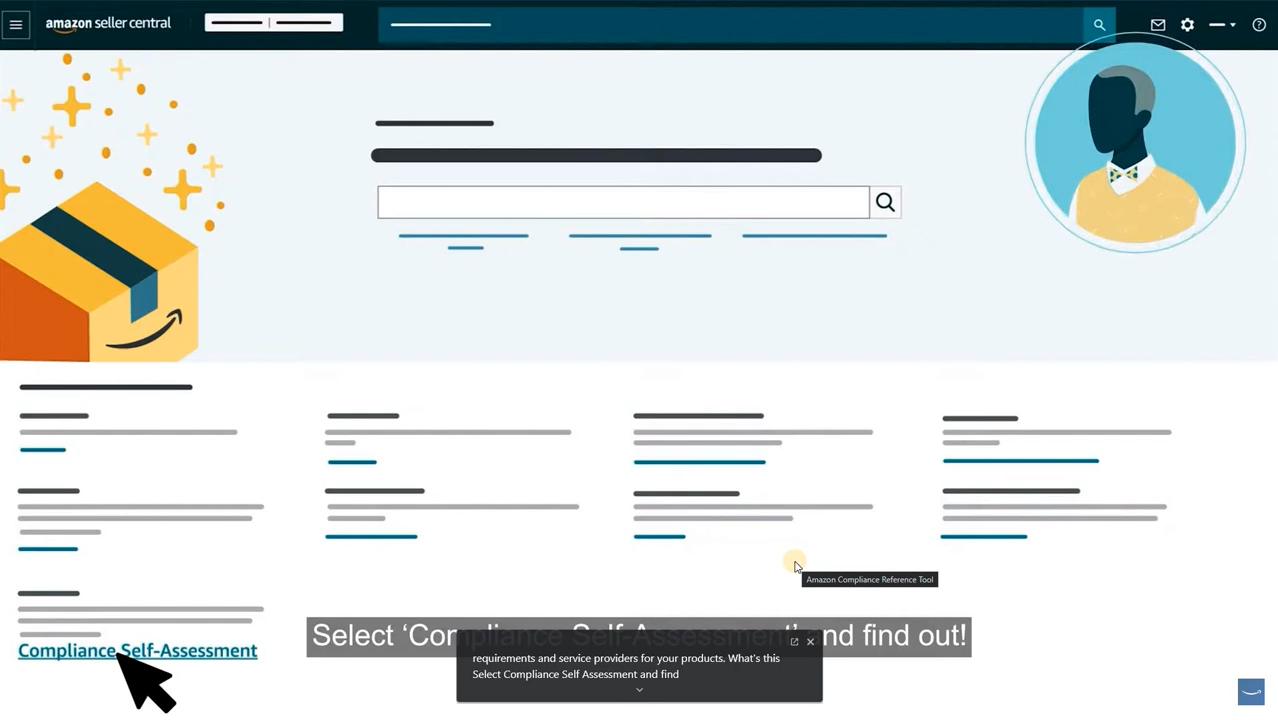 amazon seller central
Amazon Compliance Reference Tool
Select ‘Compliance Self-Assessment’ and find out!
requirements and service providers for your products. What's this
Select Compliance Self Assessment and find
Compliance Self-Assessment